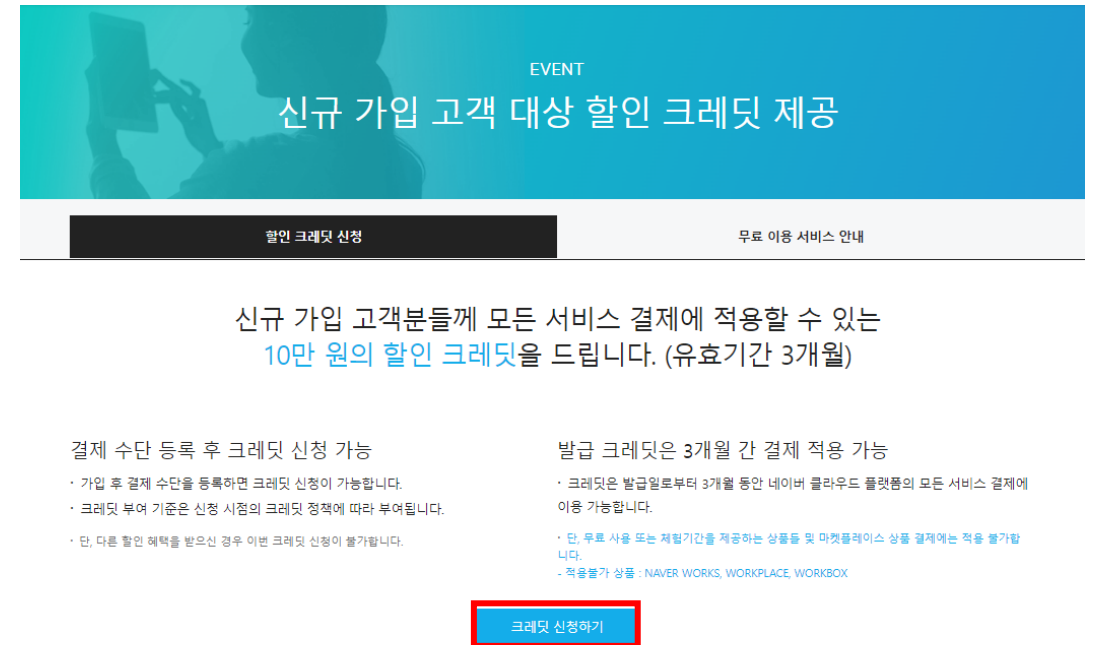 EVENT
신규 가입 고객 대상 할인 크레딧 제공
할인 크레딧 신청
무료 이용 서비스 안내
신규 가입 고객분들께 모든 서비스 결제에 적용할 수 있는
10만 원의 할인 크레딧을 드립니다. (유효기간 3개월)
결제 수단 등록 후 크레딧 신청 가능
· 가입 후 결제 수단을 등록하면 크레딧 신청이 가능합니다.
· 크레딧 부여 기준은 신청 시점의 크레딧 정책에 따라 부여됩니다.
· 단, 다른 할인 혜택을 받으신 경우 이번 크레딧 신청이 불가합니다.
발급 크레딧은 3개월 간 결제 적용 가능
· 크레딧은 발급일로부터 3개월 동안 네이버 클라우드 플랫폼의 모든 서비스 결제에
이용 가능합니다.
· 단, 무료 사용 또는 체험기간을 제공하는 상품들 및 마켓플레이스 상품 결제에는 적용 불가합
니다.
- 적용불가 상품 : NAVER WORKS, WORKPLACE, WORKBOX
크레딧 신청하기